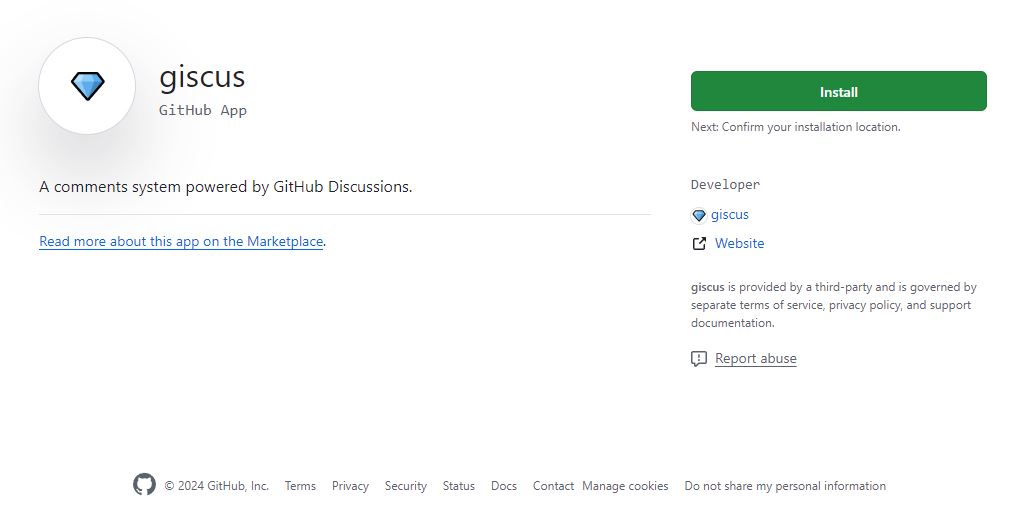 giscus
GitHub App
A comments system powered by GitHub Discussions.
Read more about this app on the Marketplace.
Install
Next: Confirm your installation location.
Developer
giscus
Website
giscus is provided by a third-party and is governed by
separate terms of service, privacy policy, and support
documentation.
Report abuse
© 2024 GitHub, Inc. Terms Privacy Security Status Docs Contact Manage cookies Do not share my personal information